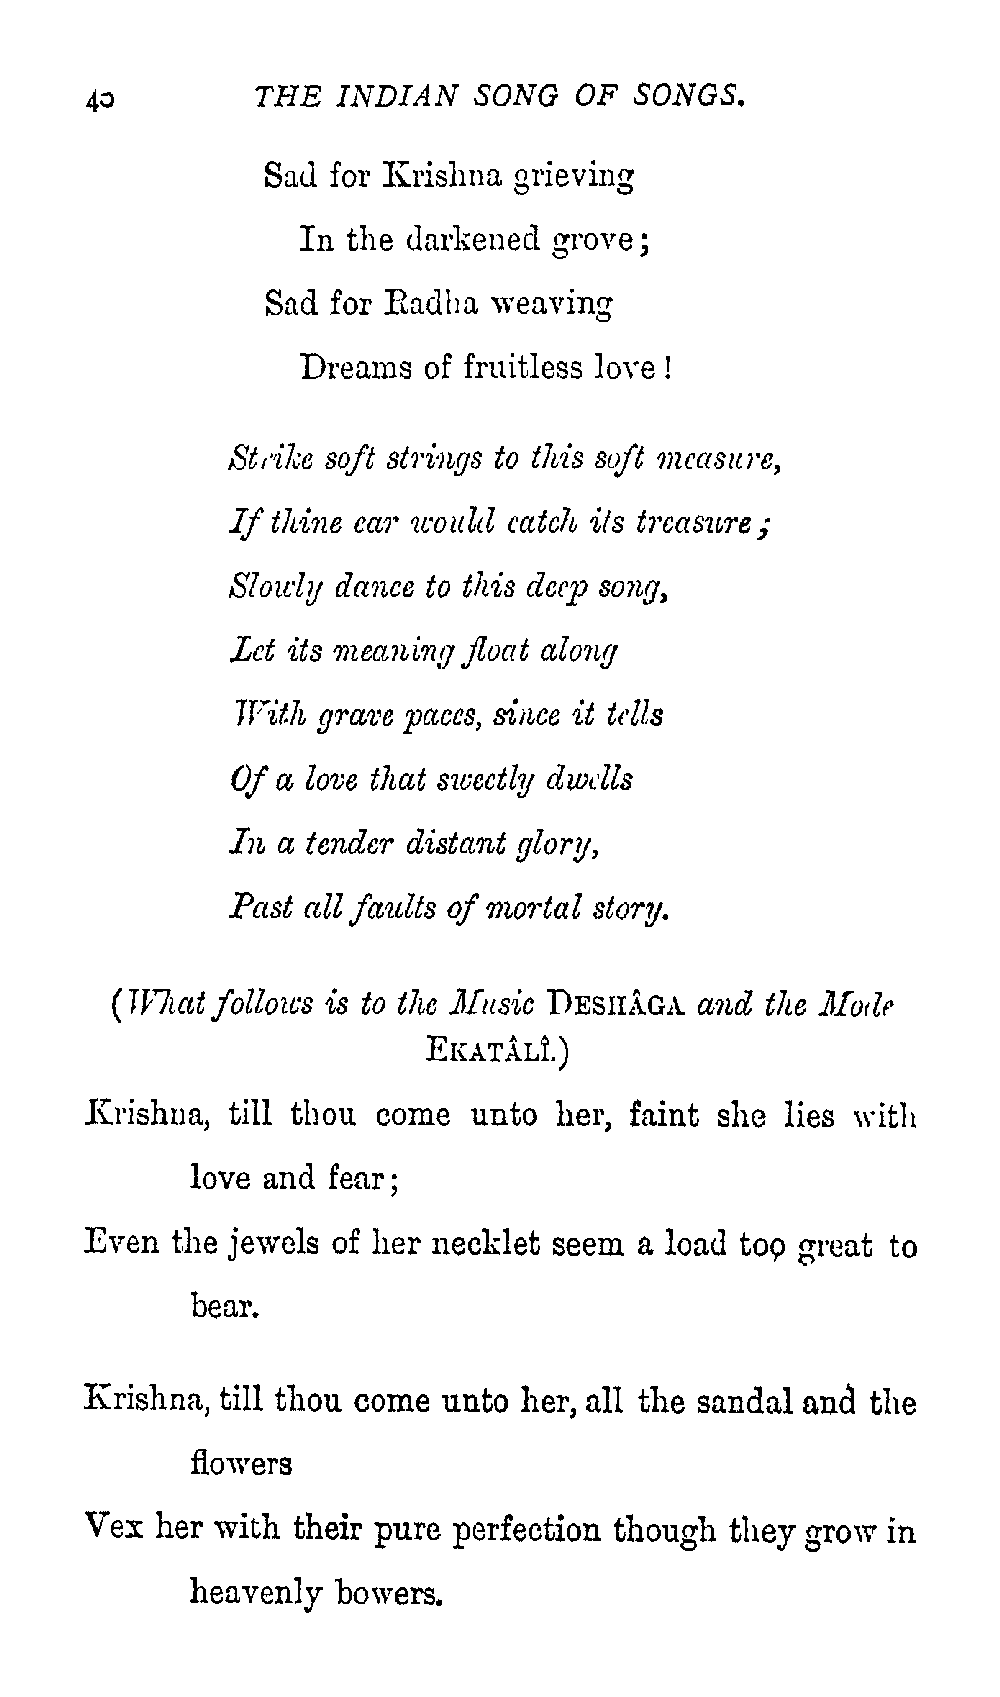 40 THE INDIAN SONG OF SONGS.
Sad for Krishna grieving
In the darkened grove;
Sad for Radha weaving
Dreams of fruitless love!
Strike soft strings to this soft measure,
If thine ear would catch its treasure;
Slowly dance to this deep song,
Let its meaning float along
With grave paces, since it tells
Of a love that sweetly dwells
In a tender distant glory,
Past all faults of mortal story.
(What follows is to the Music DESHÂGA and the Mode
EKATÂLÎ.)
Krishna, till thou come unto her, faint she lies with
love and fear;
Even the jewels of her necklet seem a load too great to
bear.
Krishna, till thou come unto her, all the sandal and the
flowers
Vex her with their pure perfection though they grow in
heavenly bowers.